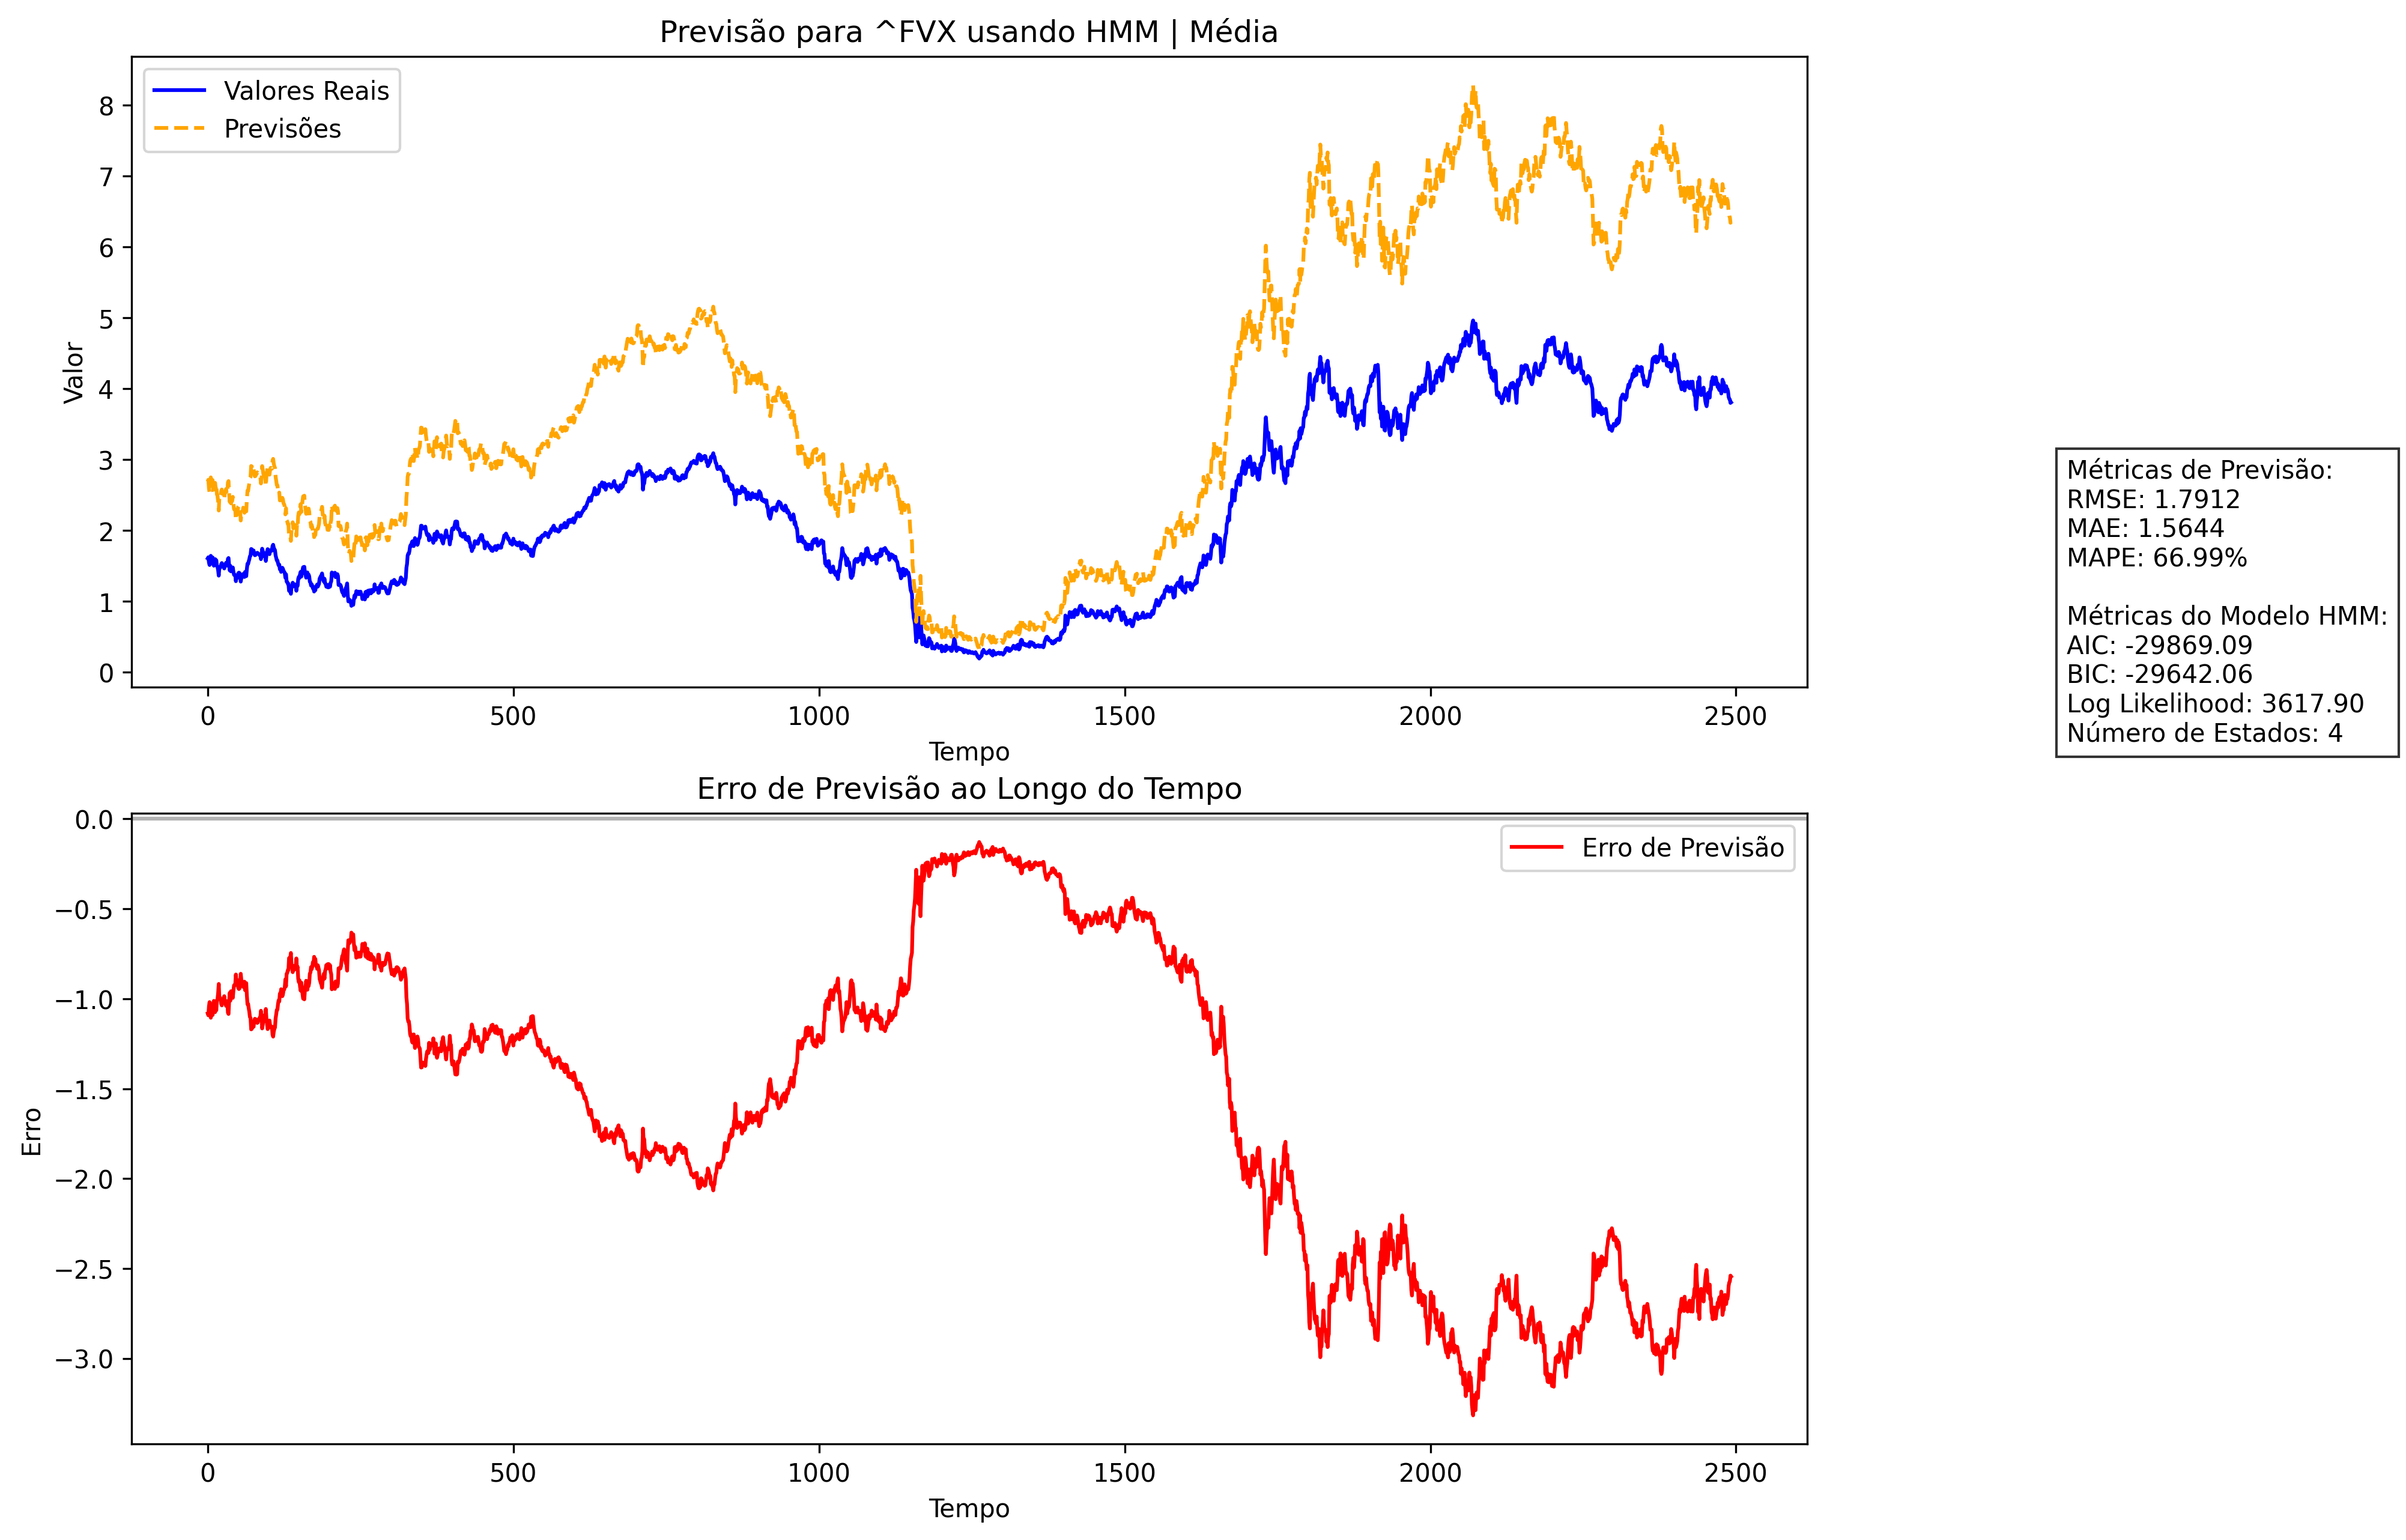 Previsão para ^FVX usando HMM | Média
Valores Reais
Previsões
Valor
8
7
6
5
4
3
2
1
0
0 500 1000 1500 2000 2500
Tempo
Métricas de Previsão:
RMSE: 1.7912
MAE: 1.5644
MAPE: 66.99%
Métricas do Modelo HMM:
AIC: -29869.09
BIC: -29642.06
Log Likelihood: 3617.90
Número de Estados: 4
Erro de Previsão ao Longo do Tempo
Erro de Previsão
Erro
0.0
−0.5
−1.0
−1.5
−2.0
−2.5
−3.0
0 500 1000 1500 2000 2500
Tempo